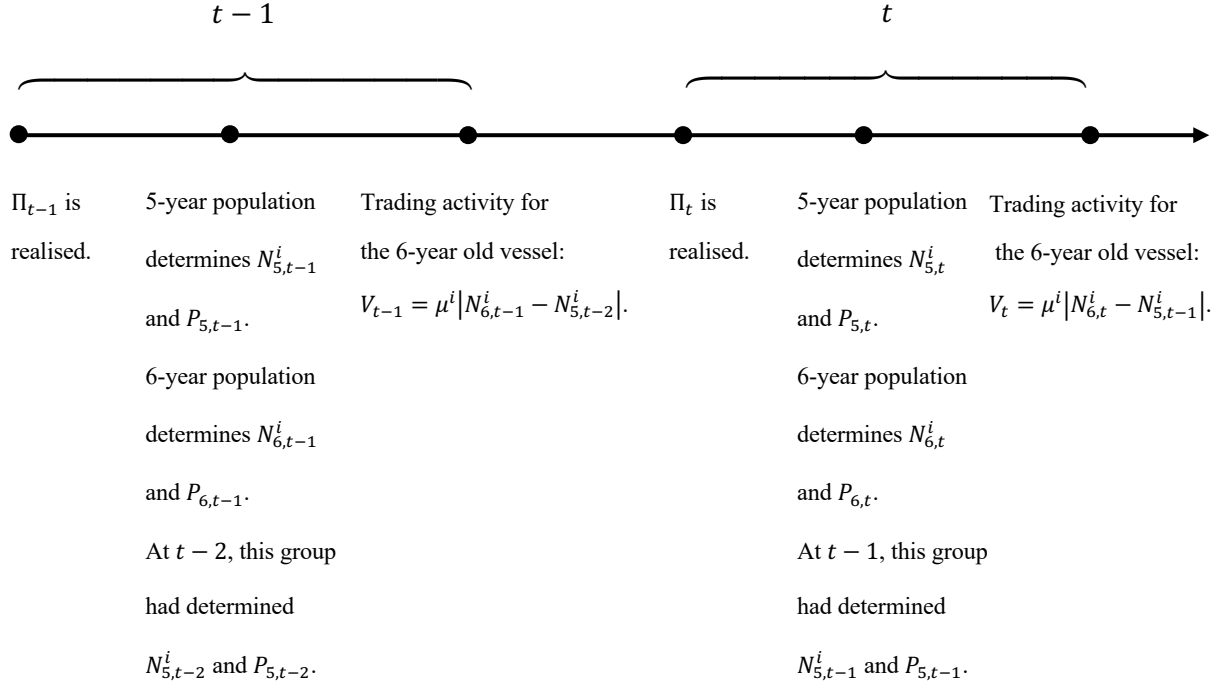 t − 1
t
Π_{t−1} is
realised.
5-year population
determines N^i_{5,t−1}
and P_{5,t−1}.
6-year population
determines N^i_{6,t−1}
and P_{6,t−1}.
At t − 2, this group
had determined
N^i_{5,t−2} and P_{5,t−2}.
Trading activity for
the 6-year old vessel:
V_{t−1} = μ^i|N^i_{6,t−1} − N^i_{5,t−2}|.
Π_t is
realised.
5-year population
determines N^i_{5,t}
and P_{5,t}.
6-year population
determines N^i_{6,t}
and P_{6,t}.
At t − 1, this group
had determined
N^i_{5,t−1} and P_{5,t−1}.
Trading activity for
the 6-year old vessel:
V_t = μ^i|N^i_{6,t} − N^i_{5,t−1}|.